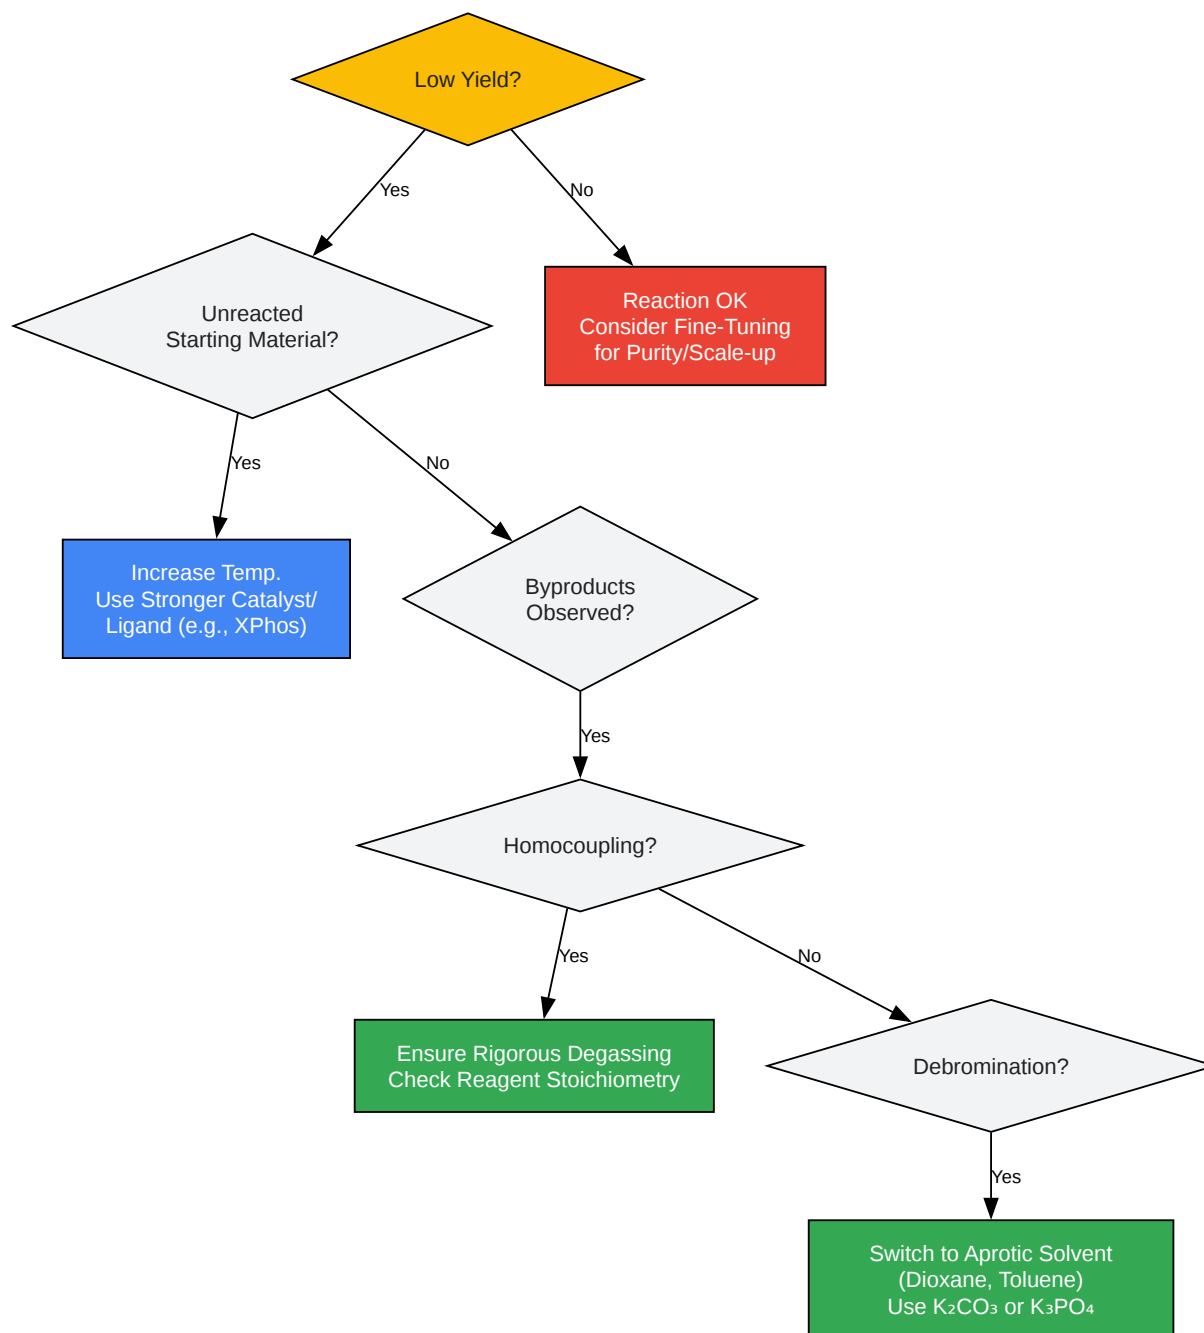 Low Yield?
Yes
No
Unreacted
Starting Material?
Reaction OK
Consider Fine-Tuning
for Purity/Scale-up
Yes
No
Increase Temp.
Use Stronger Catalyst/
Ligand (e.g., XPhos)
Byproducts
Observed?
Yes
Homocoupling?
Yes
No
Ensure Rigorous Degassing
Check Reagent Stoichiometry
Debromination?
Yes
Switch to Aprotic Solvent
(Dioxane, Toluene)
Use K₂CO₃ or K₃PO₄